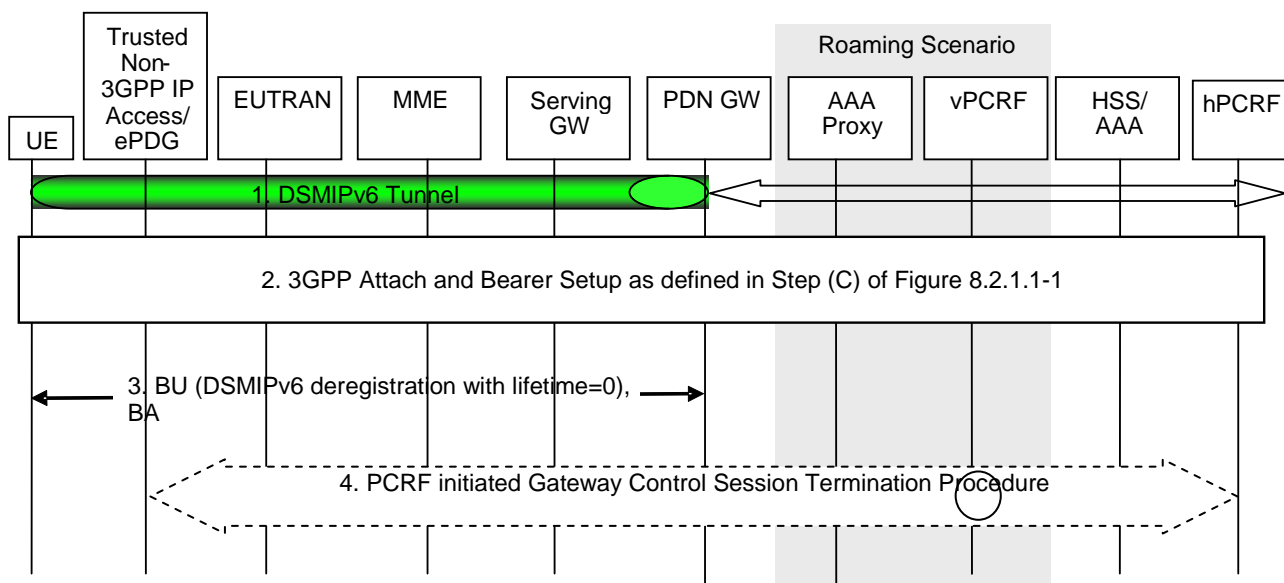 Roaming Scenario
UE
Trusted
Non-
3GPP IP
Access/
ePDG
EUTRAN
MME
Serving
GW
PDN GW
AAA
Proxy
vPCRF
HSS/
AAA
hPCRF
1. DSMIPv6 Tunnel
2. 3GPP Attach and Bearer Setup as defined in Step (C) of Figure 8.2.1.1-1
3. BU (DSMIPv6 deregistration with lifetime=0),
BA
4. PCRF initiated Gateway Control Session Termination Procedure